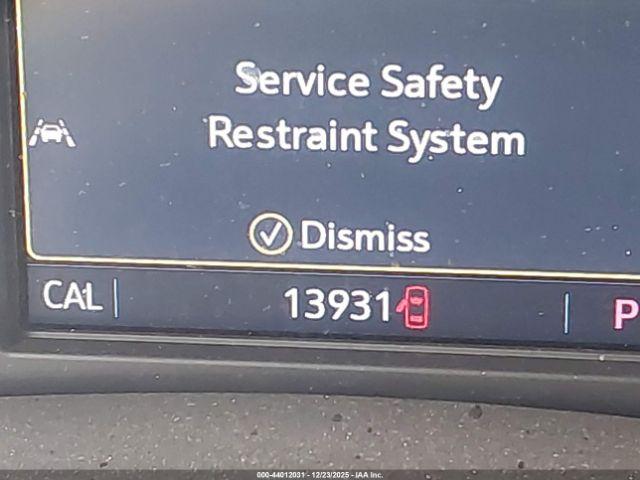 Service Safety
Restraint System
Dismiss
CAL
13931
P
000-44012031 - 12/23/2025 - IAA Inc.